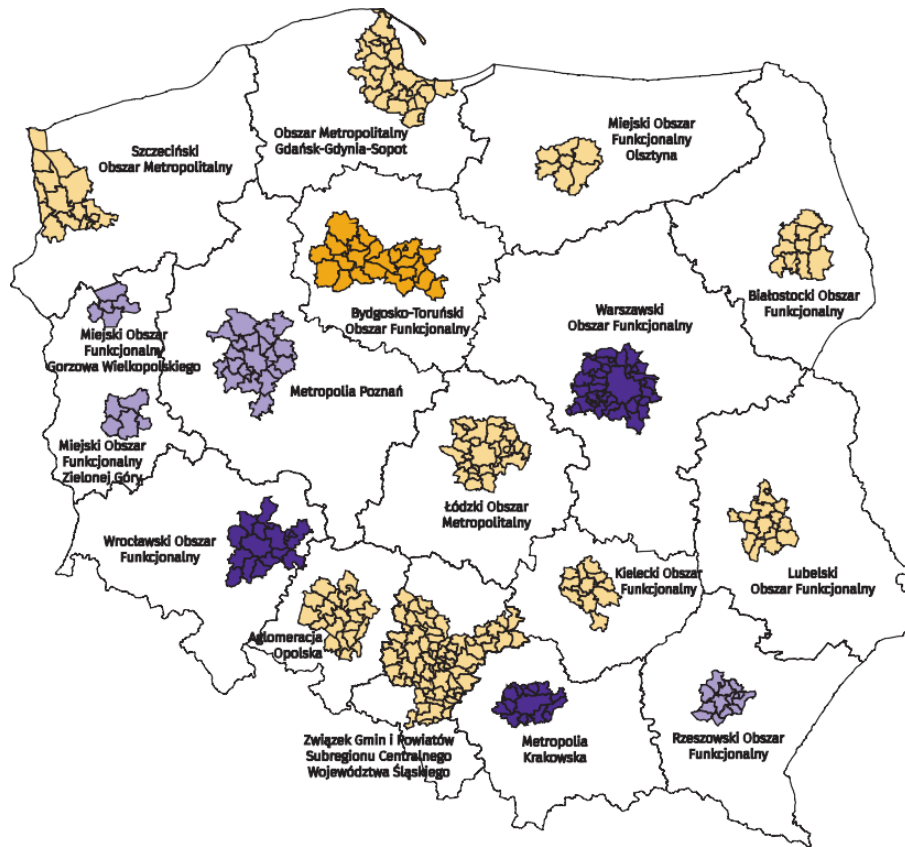 Obszar Metropolitalny
Gdańsk-Gdynia-Sopot
Miejski Obszar
Funkcjonalny
Olsztyna
Szczeciński
Obszar Metropolitalny
Białostocki Obszar
Funkcjonalny
Bydgosko-Toruński
Obszar Funkcjonalny
Warszawski
Obszar Funkcjonalny
Miejski Obszar
Funkcjonalny
Gorzowa Wielkopolskiego
Metropolia Poznań
Miejski Obszar
Funkcjonalny
Zielonej Góry
Łódzki Obszar
Metropolitalny
Wrocławski Obszar
Funkcjonalny
Kielecki Obszar
Funkcjonalny
Lubelski
Obszar Funkcjonalny
Aglomeracja
Opolska
Związek Gmin i Powiatów
Subregionu Centralnego
Województwa Śląskiego
Metropolia
Krakowska
Rzeszowski Obszar
Funkcjonalny